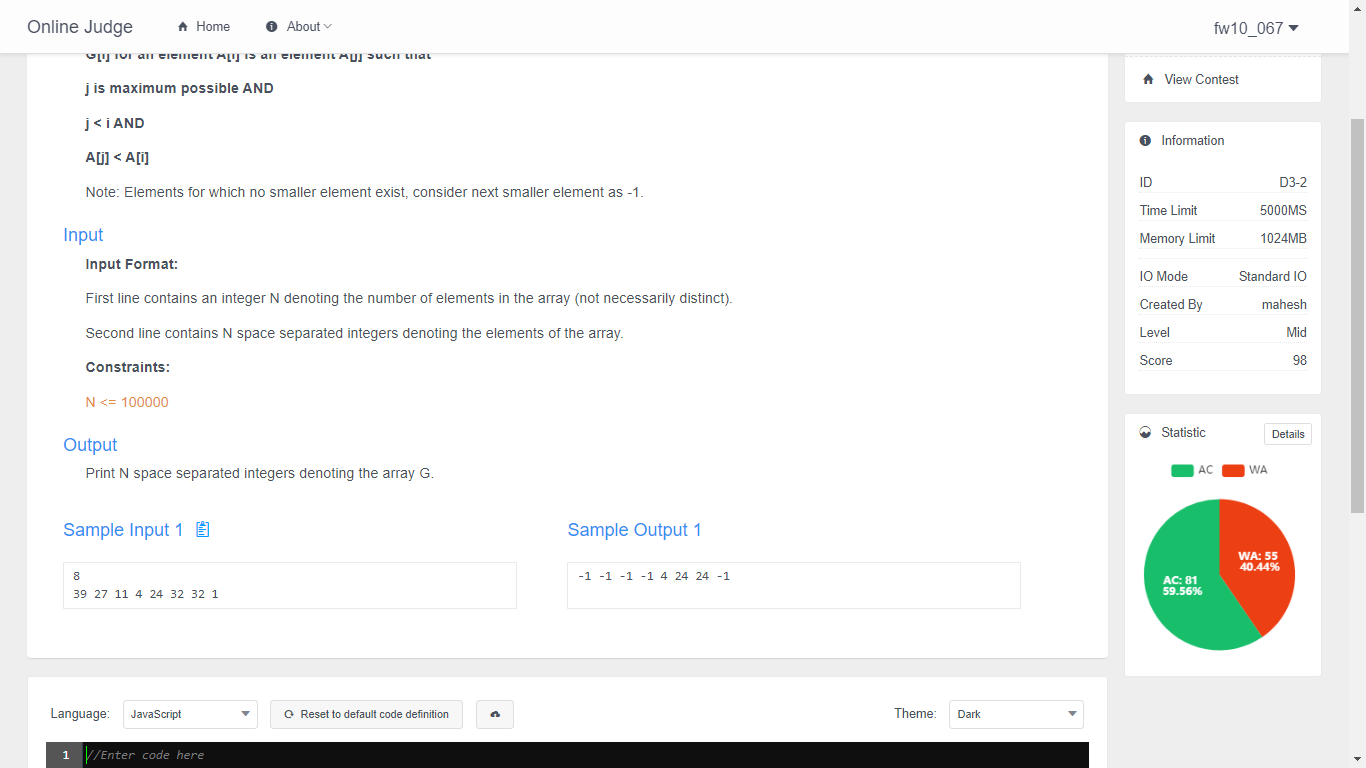 Online Judge
Home
About
fw10_067
G[i] for an element A[i] is an element A[j] such that
j is maximum possible AND
j < i AND
A[j] < A[i]
Note: Elements for which no smaller element exist, consider next smaller element as -1.
Input
Input Format:
First line contains an integer N denoting the number of elements in the array (not necessarily distinct).
Second line contains N space separated integers denoting the elements of the array.
Constraints:
N <= 100000
Output
Print N space separated integers denoting the array G.
Sample Input 1
8
39 27 11 4 24 32 32 1
Sample Output 1
-1 -1 -1 -1 4 24 24 -1
Language:
JavaScript
Reset to default code definition
Theme:
Dark
1
//Enter code here
View Contest
Information
ID D3-2
Time Limit 5000MS
Memory Limit 1024MB
IO Mode Standard IO
Created By mahesh
Level Mid
Score 98
Statistic
Details
AC WA
WA: 55
40.44%
AC: 81
59.56%